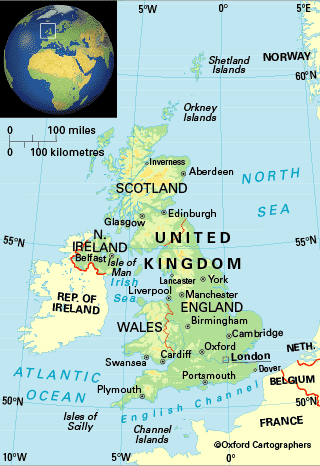 5°W
0°
5°E
Shetland
Islands
NORWAY
60°N
Orkney
Islands
0 100 miles
0 100 kilometres
Inverness
Aberdeen
SCOTLAND
NORTH
SEA
Glasgow
Edinburgh
55°N
N.
IRELAND
UNITED
55°N
Belfast
Isle of
Man
KINGDOM
Irish
Sea
Lancaster
York
Liverpool
Manchester
REP. OF
IRELAND
ENGLAND
Birmingham
WALES
Cambridge
Oxford
NETH.
Cardiff
London
ATLANTIC
OCEAN
Swansea
Dover
Portsmouth
BELGIUM
Plymouth
English Channel
50°N
50°N
Isles of
Scilly
Channel
Islands
FRANCE
©Oxford Cartographers
10°W
5°W
0°